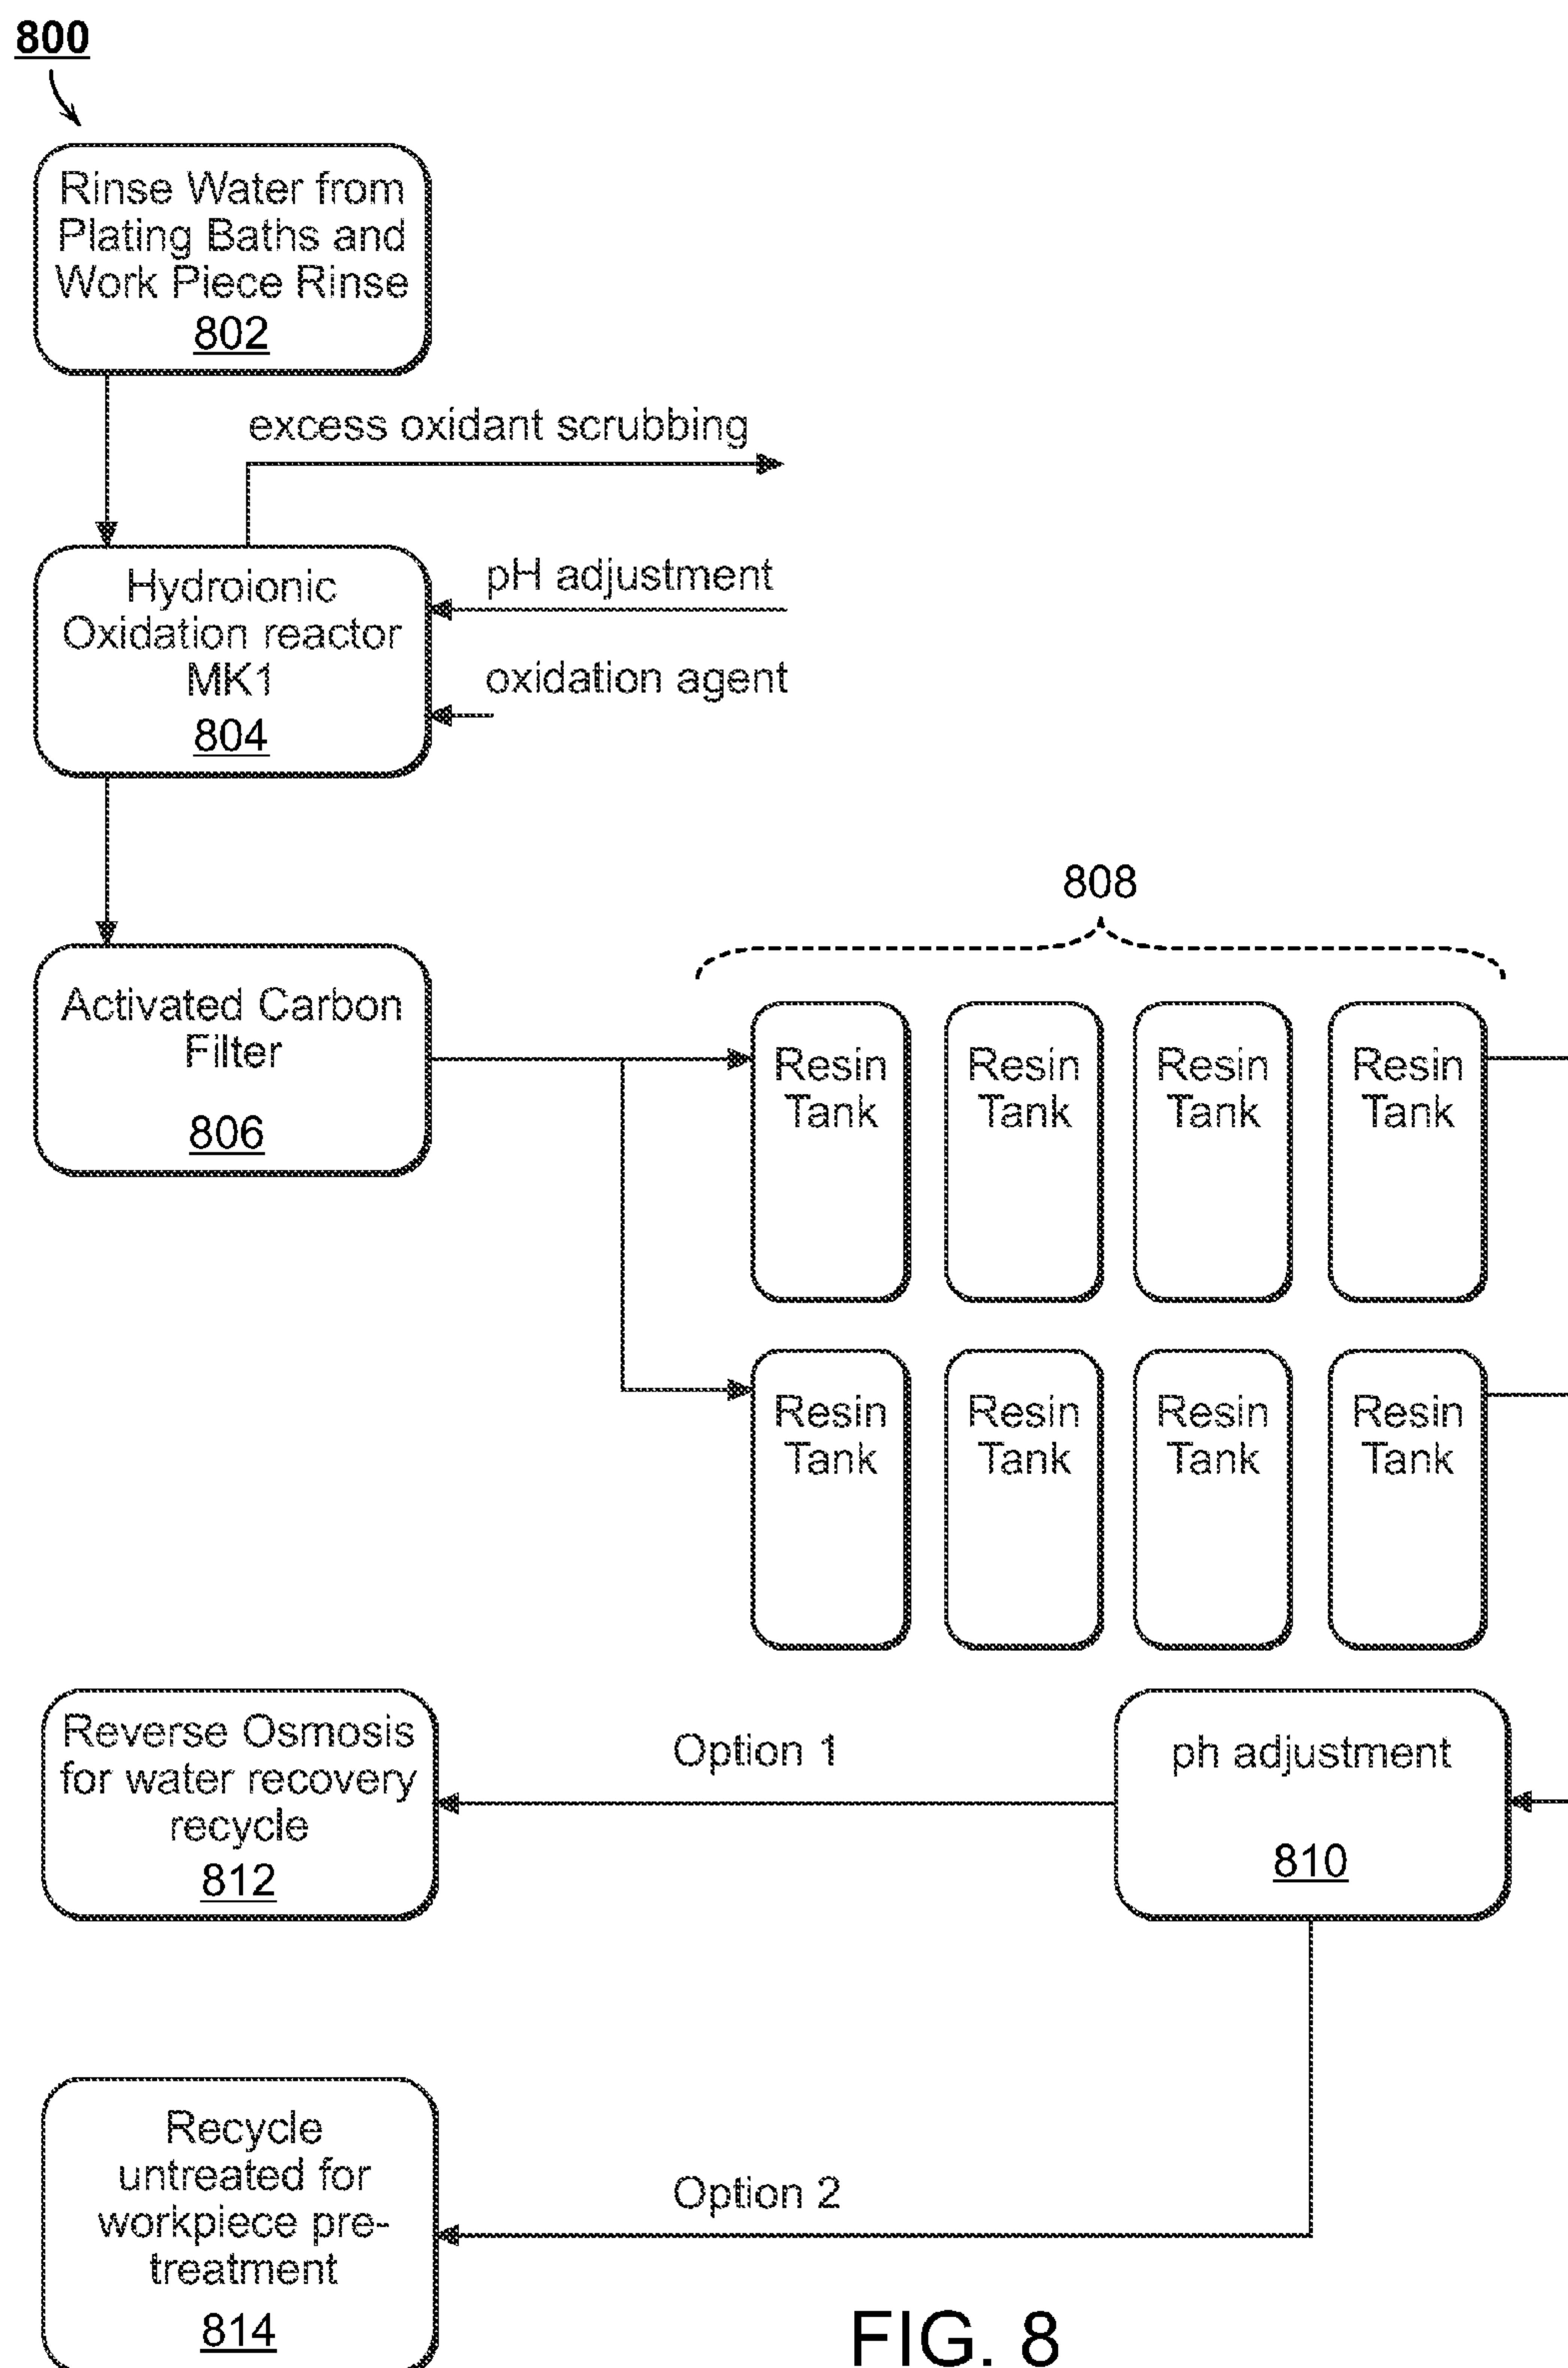 800
Rinse Water from
Plating Baths and
Work Piece Rinse
802
excess oxidant scrubbing
Hydroionic
Oxidation reactor
MK1
804
pH adjustment
oxidation agent
808
Activated Carbon
Filter
806
Resin
Tank
Resin
Tank
Resin
Tank
Resin
Tank
Resin
Tank
Resin
Tank
Resin
Tank
Resin
Tank
Reverse Osmosis
for water recovery
recycle
812
Option 1
ph adjustment
810
Recycle
untreated for
workpiece pre-
treatment
814
Option 2
FIG. 8